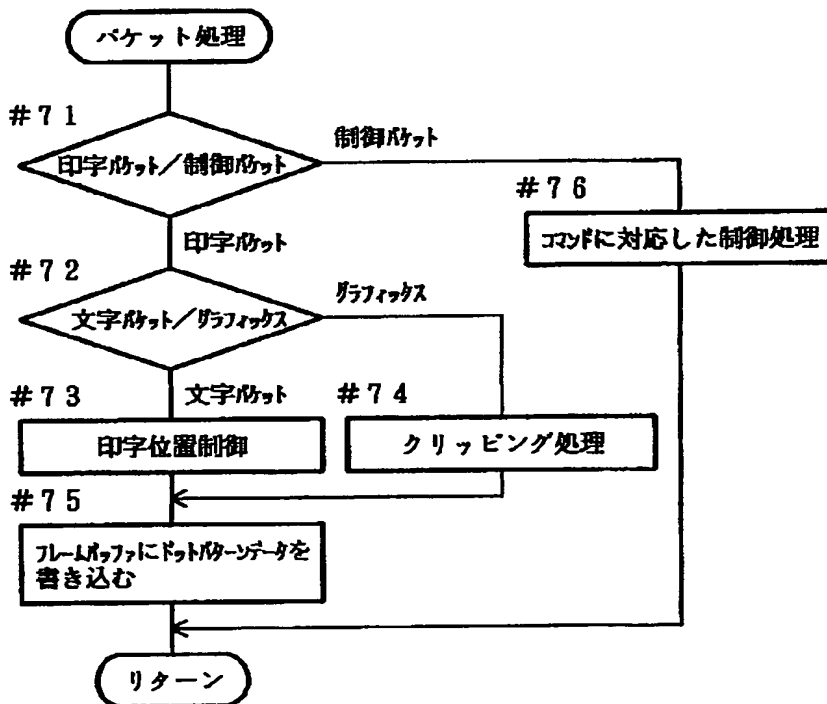 パケット処理
#71
制御パケット
印字パケット/制御パケット
#76
コマンドに対応した制御処理
印字パケット
#72
グラフィックス
文字パケット/グラフィックス
#73
文字パケット
#74
印字位置制御
クリッピング処理
#75
フレームバッファにドットパターンデータを
書き込む
リターン